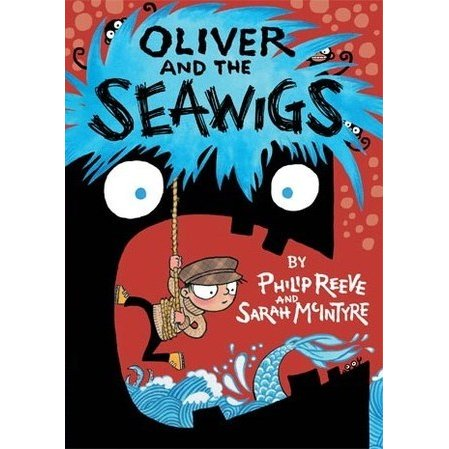 OLIVER
AND THE
SEAWIGS
BY
PHILIP REEVE
AND
SARAH McINTYRE